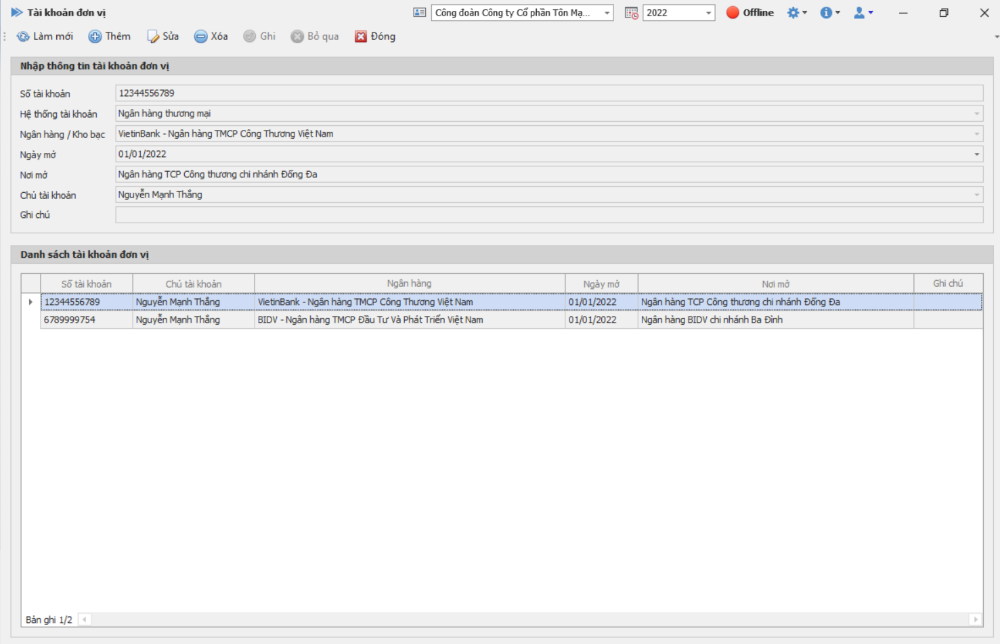 Tài khoản đơn vị Công đoàn Công ty Cổ phần Tôn Mạ... 2022 Offline
Làm mới Thêm Sửa Xóa Ghi Bỏ qua Đóng
Nhập thông tin tài khoản đơn vị
Số tài khoản 12344556789
Hệ thống tài khoản Ngân hàng thương mại
Ngân hàng / Kho bạc VietinBank - Ngân hàng TMCP Công Thương Việt Nam
Ngày mở 01/01/2022
Nơi mở Ngân hàng TCP Công thương chi nhánh Đống Đa
Chủ tài khoản Nguyễn Mạnh Thắng
Ghi chú
Danh sách tài khoản đơn vị
Số tài khoản Chủ tài khoản Ngân hàng Ngày mở Nơi mở Ghi chú
12344556789 Nguyễn Mạnh Thắng VietinBank - Ngân hàng TMCP Công Thương Việt Nam 01/01/2022 Ngân hàng TCP Công thương chi nhánh Đống Đa
6789999754 Nguyễn Mạnh Thắng BIDV - Ngân hàng TMCP Đầu Tư Và Phát Triển Việt Nam 01/01/2022 Ngân hàng BIDV chi nhánh Ba Đình
Bản ghi 1/2